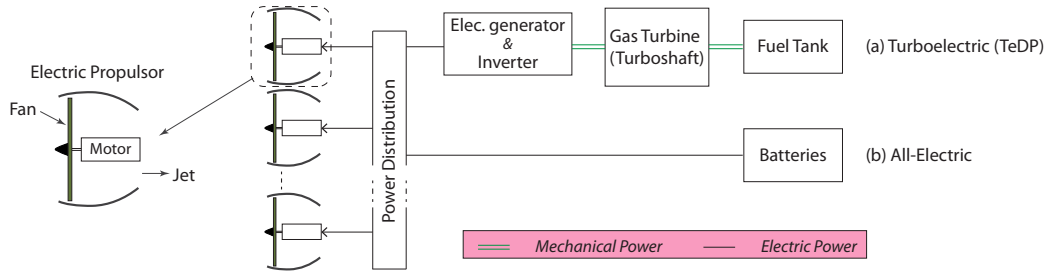 Electric Propulsor
Fan
Motor
Jet
Power Distribution
Elec. generator
&
Inverter
Gas Turbine
(Turboshaft)
Fuel Tank
(a) Turboelectric (TeDP)
Batteries
(b) All-Electric
Mechanical Power
Electric Power